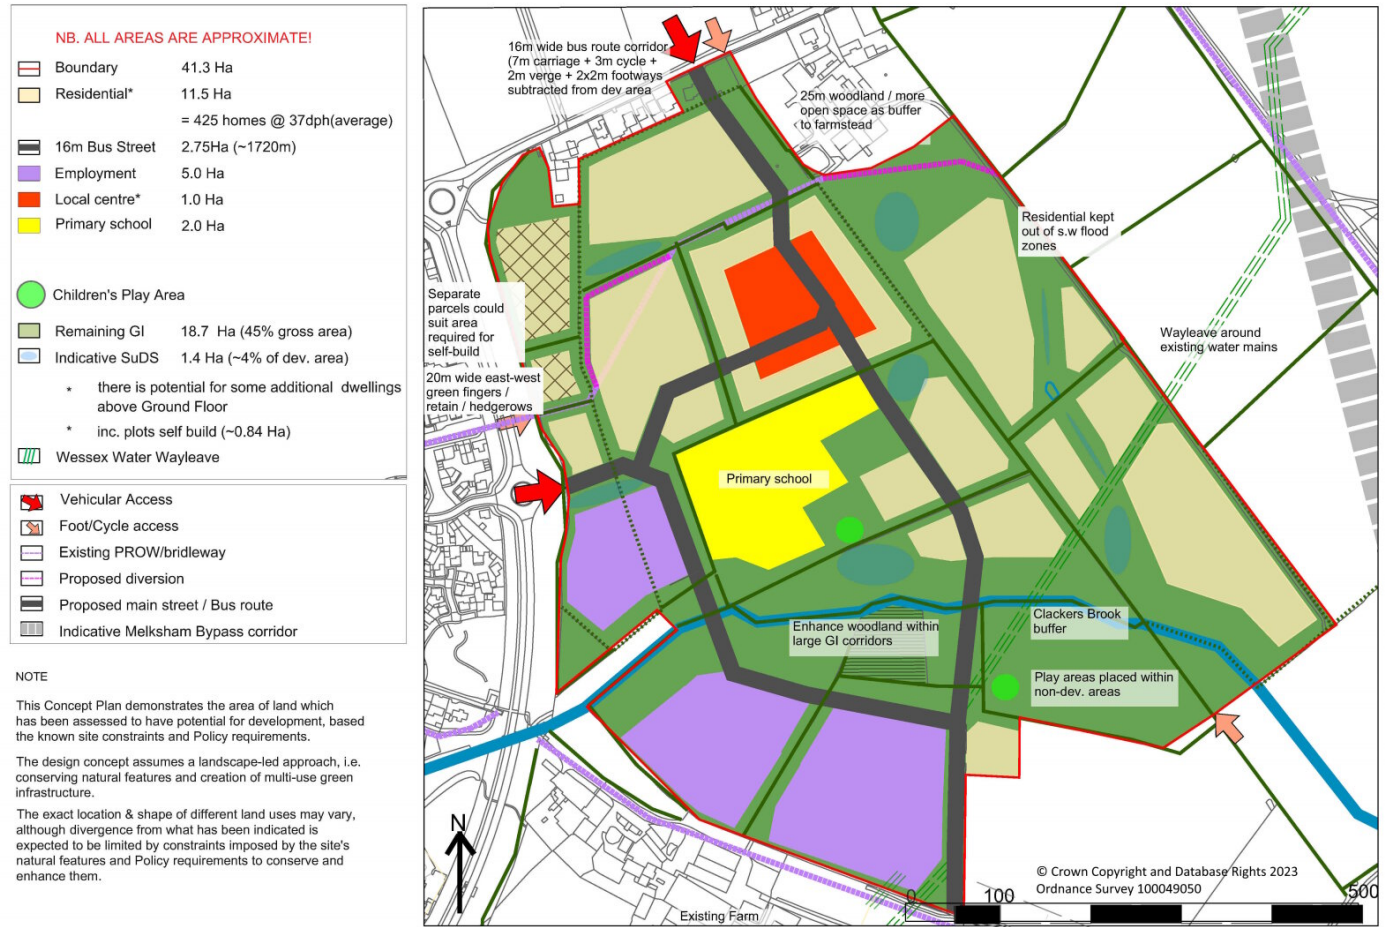 NB. ALL AREAS ARE APPROXIMATE!
Boundary 41.3 Ha
Residential* 11.5 Ha
= 425 homes @ 37dph(average)
16m Bus Street 2.75Ha (~1720m)
Employment 5.0 Ha
Local centre* 1.0 Ha
Primary school 2.0 Ha
Children's Play Area
Remaining GI 18.7 Ha (45% gross area)
Indicative SuDS 1.4 Ha (~4% of dev. area)
* there is potential for some additional dwellings
above Ground Floor
* inc. plots self build (~0.84 Ha)
Wessex Water Wayleave
Vehicular Access
Foot/Cycle access
Existing PROW/bridleway
Proposed diversion
Proposed main street / Bus route
Indicative Melksham Bypass corridor
NOTE
This Concept Plan demonstrates the area of land which
has been assessed to have potential for development, based
the known site constraints and Policy requirements.
The design concept assumes a landscape-led approach, i.e.
conserving natural features and creation of multi-use green
infrastructure.
The exact location & shape of different land uses may vary,
although divergence from what has been indicated is
expected to be limited by constraints imposed by the site's
natural features and Policy requirements to conserve and
enhance them.
16m wide bus route corridor
(7m carriage + 3m cycle +
2m verge + 2x2m footways
subtracted from dev area
25m woodland / more
open space as buffer
to farmstead
Residential kept
out of s.w flood
zones
Separate
parcels could
suit area
required for
self-build
Wayleave around
existing water mains
20m wide east-west
green fingers /
retain / hedgerows
Primary school
Enhance woodland within
large GI corridors
Clackers Brook
buffer
Play areas placed within
non-dev. areas
N
© Crown Copyright and Database Rights 2023
Ordnance Survey 100049050
0 100 500
Existing Farm